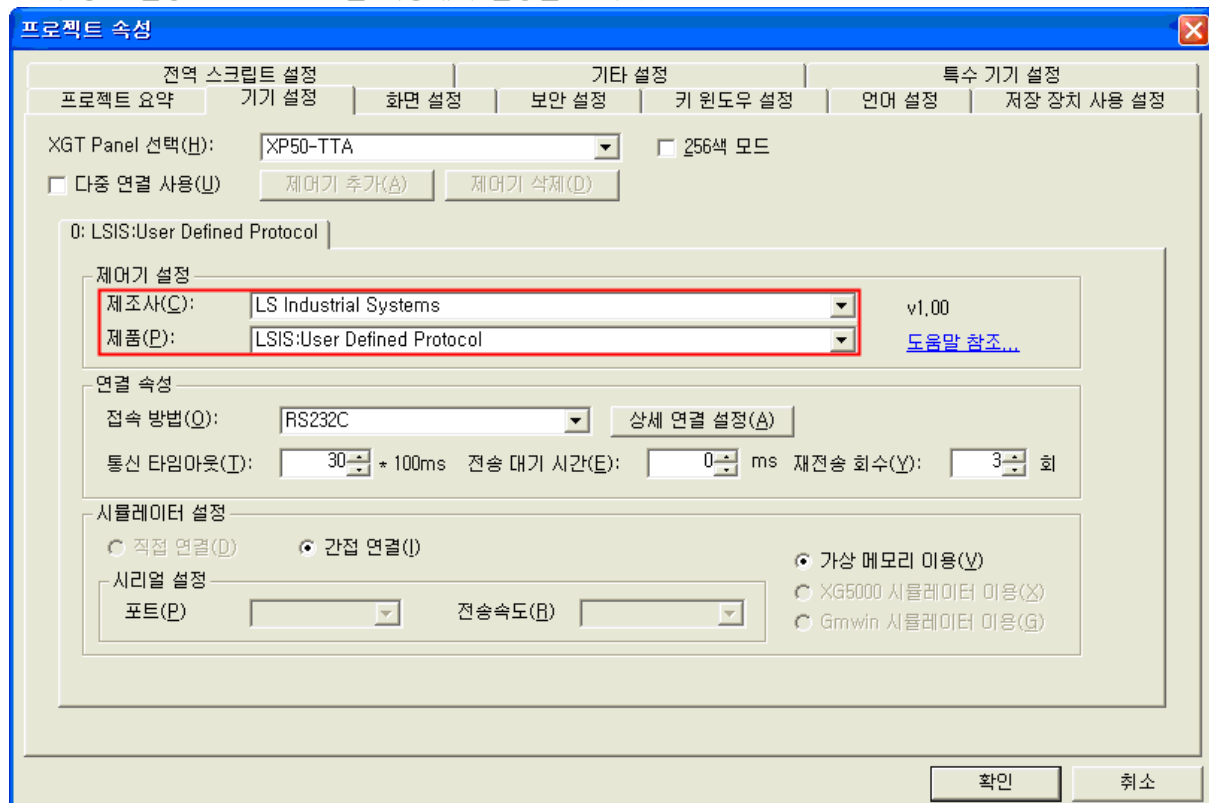 프로젝트 속성
전역 스크립트 설정 기타 설정 특수 기기 설정
프로젝트 요약 기기 설정 화면 설정 보안 설정 키 윈도우 설정 언어 설정 저장 장치 사용 설정
XGT Panel 선택(H): XP50-TTA 256색 모드
다중 연결 사용(U) 제어기 추가(A) 제어기 삭제(D)
0: LSIS:User Defined Protocol
제어기 설정
제조사(C): LS Industrial Systems v1.00
제품(P): LSIS:User Defined Protocol 도움말 참조...
연결 속성
접속 방법(O): RS232C 상세 연결 설정(A)
통신 타임아웃(T): 30 * 100ms 전송 대기 시간(E): 0 ms 재전송 회수(Y): 3 회
시뮬레이터 설정
직접 연결(D) 간접 연결(I) 가상 메모리 이용(V)
시리얼 설정 XG5000 시뮬레이터 이용(X)
포트(P) 전송속도(R) Gmwin 시뮬레이터 이용(G)
확인 취소